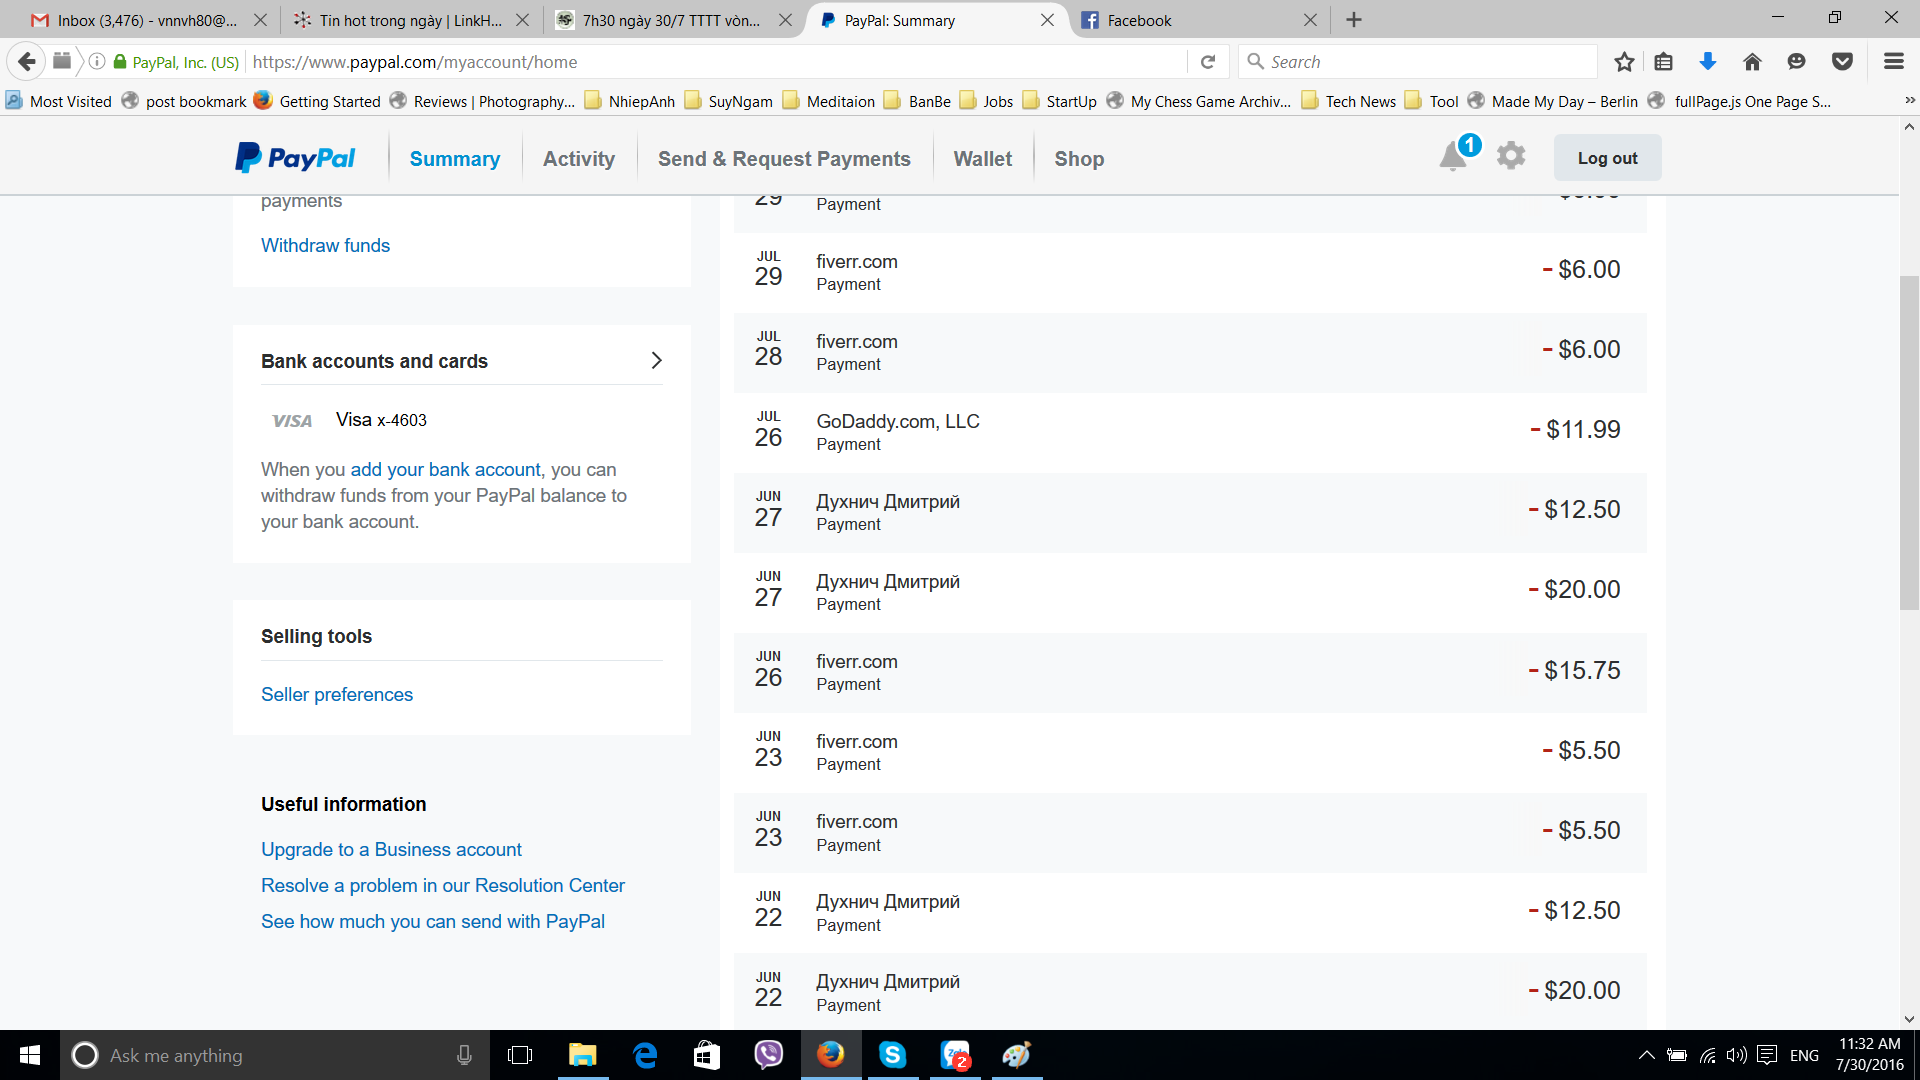 Inbox (3,476) - vnnvh80@...
Tin hot trong ngày | LinkH...
7h30 ngày 30/7 TTTT vòn...
PayPal: Summary
Facebook
PayPal, Inc. (US)
https://www.paypal.com/myaccount/home
Search
Most Visited
post bookmark
Getting Started
Reviews | Photography...
NhiepAnh
SuyNgam
Meditaion
BanBe
Jobs
StartUp
My Chess Game Archiv...
Tech News
Tool
Made My Day – Berlin
fullPage.js One Page S...
PayPal
Summary
Activity
Send & Request Payments
Wallet
Shop
1
Log out
payments
Withdraw funds
Bank accounts and cards
VISA
Visa x-4603
When you add your bank account, you can
withdraw funds from your PayPal balance to
your bank account.
Selling tools
Seller preferences
Useful information
Upgrade to a Business account
Resolve a problem in our Resolution Center
See how much you can send with PayPal
29
Payment
JUL
29
fiverr.com
Payment
- $6.00
JUL
28
fiverr.com
Payment
- $6.00
JUL
26
GoDaddy.com, LLC
Payment
- $11.99
JUN
27
Духнич Дмитрий
Payment
- $12.50
JUN
27
Духнич Дмитрий
Payment
- $20.00
JUN
26
fiverr.com
Payment
- $15.75
JUN
23
fiverr.com
Payment
- $5.50
JUN
23
fiverr.com
Payment
- $5.50
JUN
22
Духнич Дмитрий
Payment
- $12.50
JUN
22
Духнич Дмитрий
Payment
- $20.00
Ask me anything
2
ENG
11:32 AM
7/30/2016